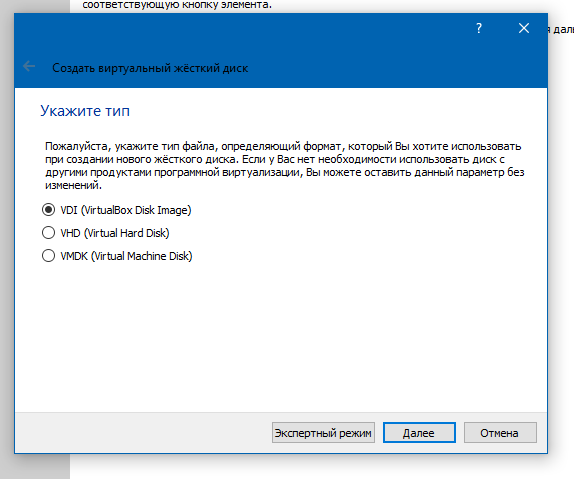 соответствующую кнопку элемента.
?
Создать виртуальный жёсткий диск
Укажите тип
Пожалуйста, укажите тип файла, определяющий формат, который Вы хотите использовать
при создании нового жёсткого диска. Если у Вас нет необходимости использовать диск с
другими продуктами программной виртуализации, Вы можете оставить данный параметр без
изменений.
VDI (VirtualBox Disk Image)
VHD (Virtual Hard Disk)
VMDK (Virtual Machine Disk)
Экспертный режим Далее Отмена